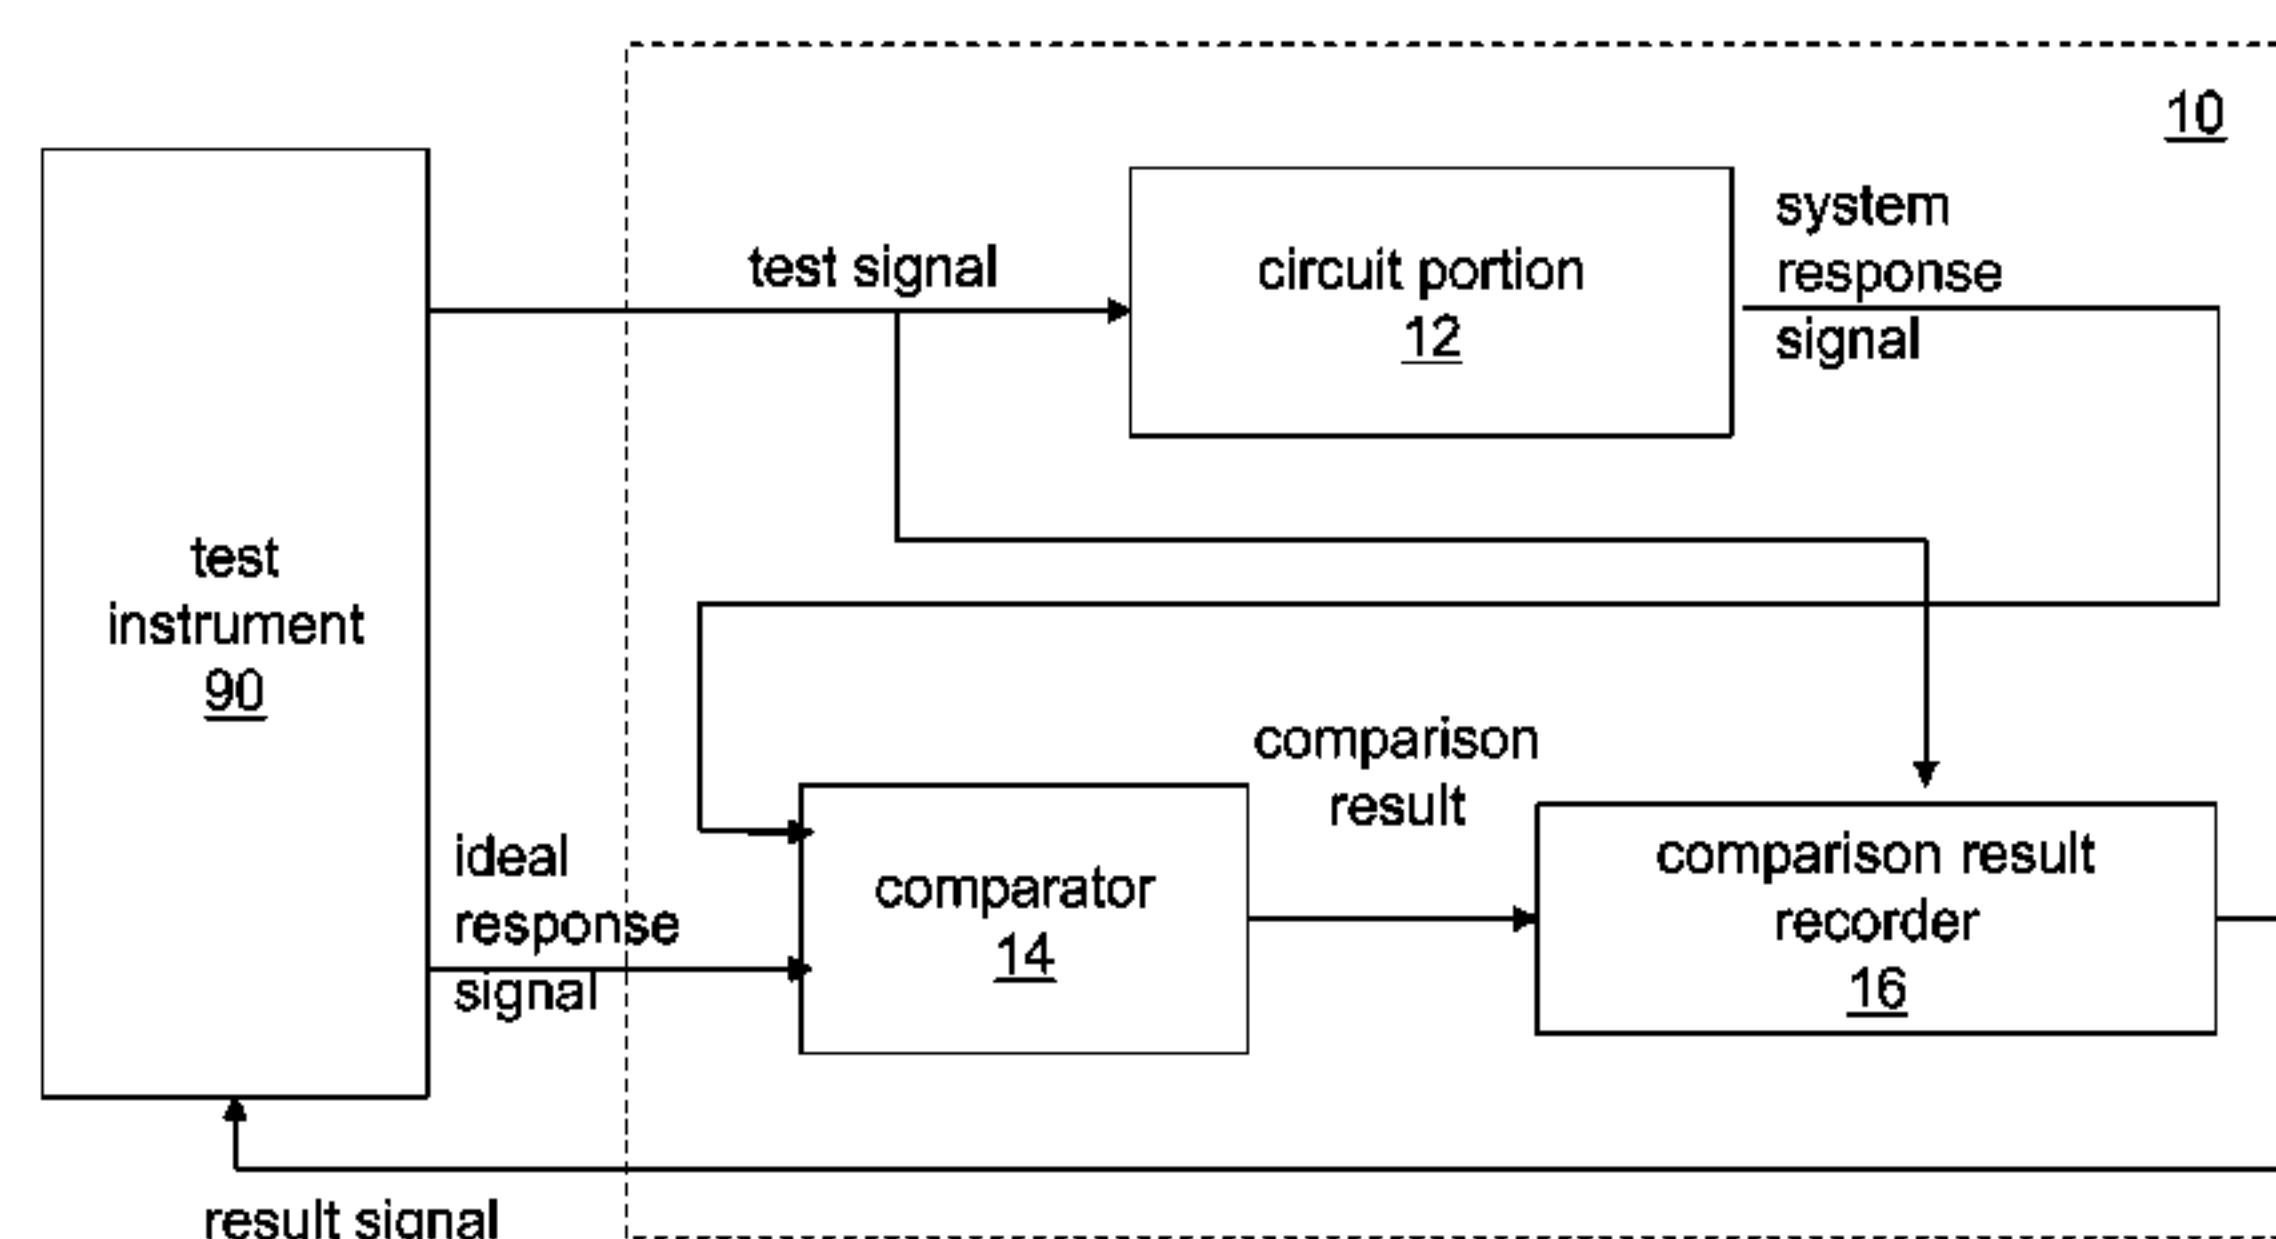 10
system
response
signal
test signal
circuit portion
12
test
instrument
90
comparison
result
ideal
response
signal
comparator
14
comparison result
recorder
16
result signal